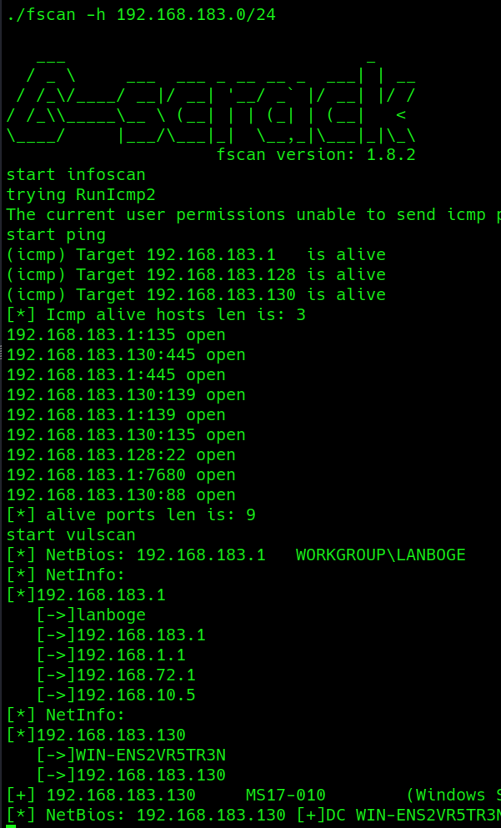 ./fscan -h 192.168.183.0/24
   ___                              _
  / _ \     ___  ___ _ __ __ _  ___| | __
 / /_\/____/ __|/ __| '__/ _` |/ __| |/ /
/ /_\\_____\__ \ (__| | | (_| | (__|   <
\____/     |___/\___|_|  \__,_|\___|_|\_\
                     fscan version: 1.8.2
start infoscan
trying RunIcmp2
The current user permissions unable to send icmp p
start ping
(icmp) Target 192.168.183.1   is alive
(icmp) Target 192.168.183.128 is alive
(icmp) Target 192.168.183.130 is alive
[*] Icmp alive hosts len is: 3
192.168.183.1:135 open
192.168.183.130:445 open
192.168.183.1:445 open
192.168.183.130:139 open
192.168.183.1:139 open
192.168.183.130:135 open
192.168.183.128:22 open
192.168.183.1:7680 open
192.168.183.130:88 open
[*] alive ports len is: 9
start vulscan
[*] NetBios: 192.168.183.1   WORKGROUP\LANBOGE
[*] NetInfo:
[*]192.168.183.1
   [->]lanboge
   [->]192.168.183.1
   [->]192.168.1.1
   [->]192.168.72.1
   [->]192.168.10.5
[*] NetInfo:
[*]192.168.183.130
   [->]WIN-ENS2VR5TR3N
   [->]192.168.183.130
[+] 192.168.183.130     MS17-010        (Windows S
[*] NetBios: 192.168.183.130 [+]DC WIN-ENS2VR5TR3N